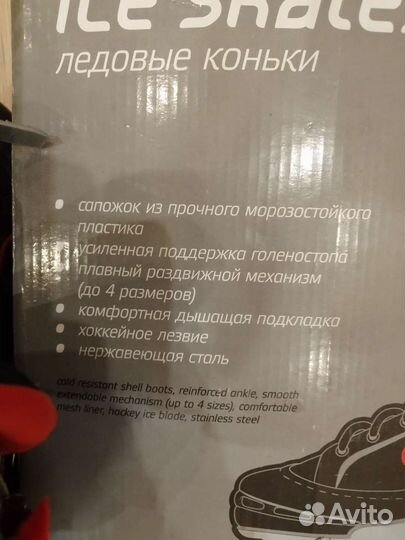 Ice Skates
ледовые коньки
• сапожок из прочного морозостойкого
пластика
• усиленная поддержка голеностопа
• плавный раздвижной механизм
(до 4 размеров)
• комфортная дышащая подкладка
• хоккейное лезвие
• нержавеющая сталь
cold resistant shell boots, reinforced ankle, smooth
extendable mechanism (up to 4 sizes), comfortable
mesh liner, hockey ice blade, stainless steel
Avito